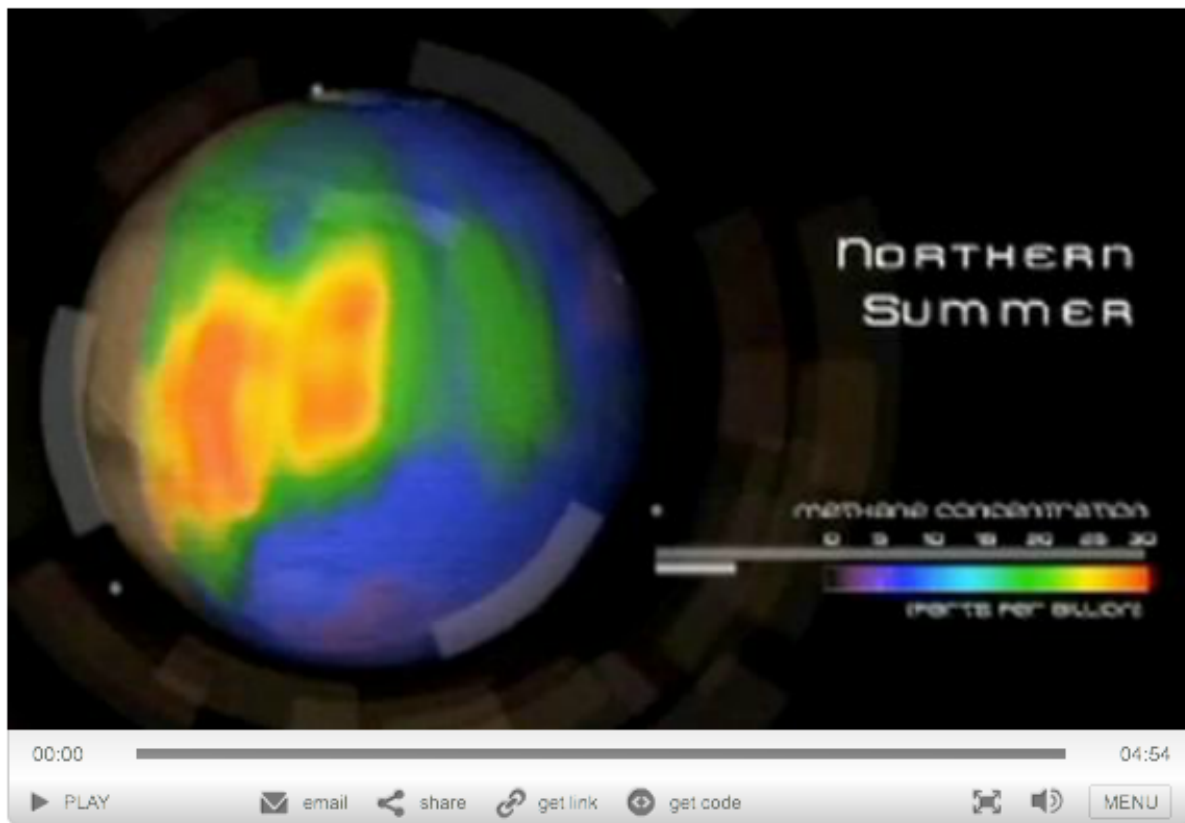 Northern
Summer
methane concentration
0 5 10 15 20 25 30
(parts per billion)
00:00 04:54
PLAY email share get link get code MENU